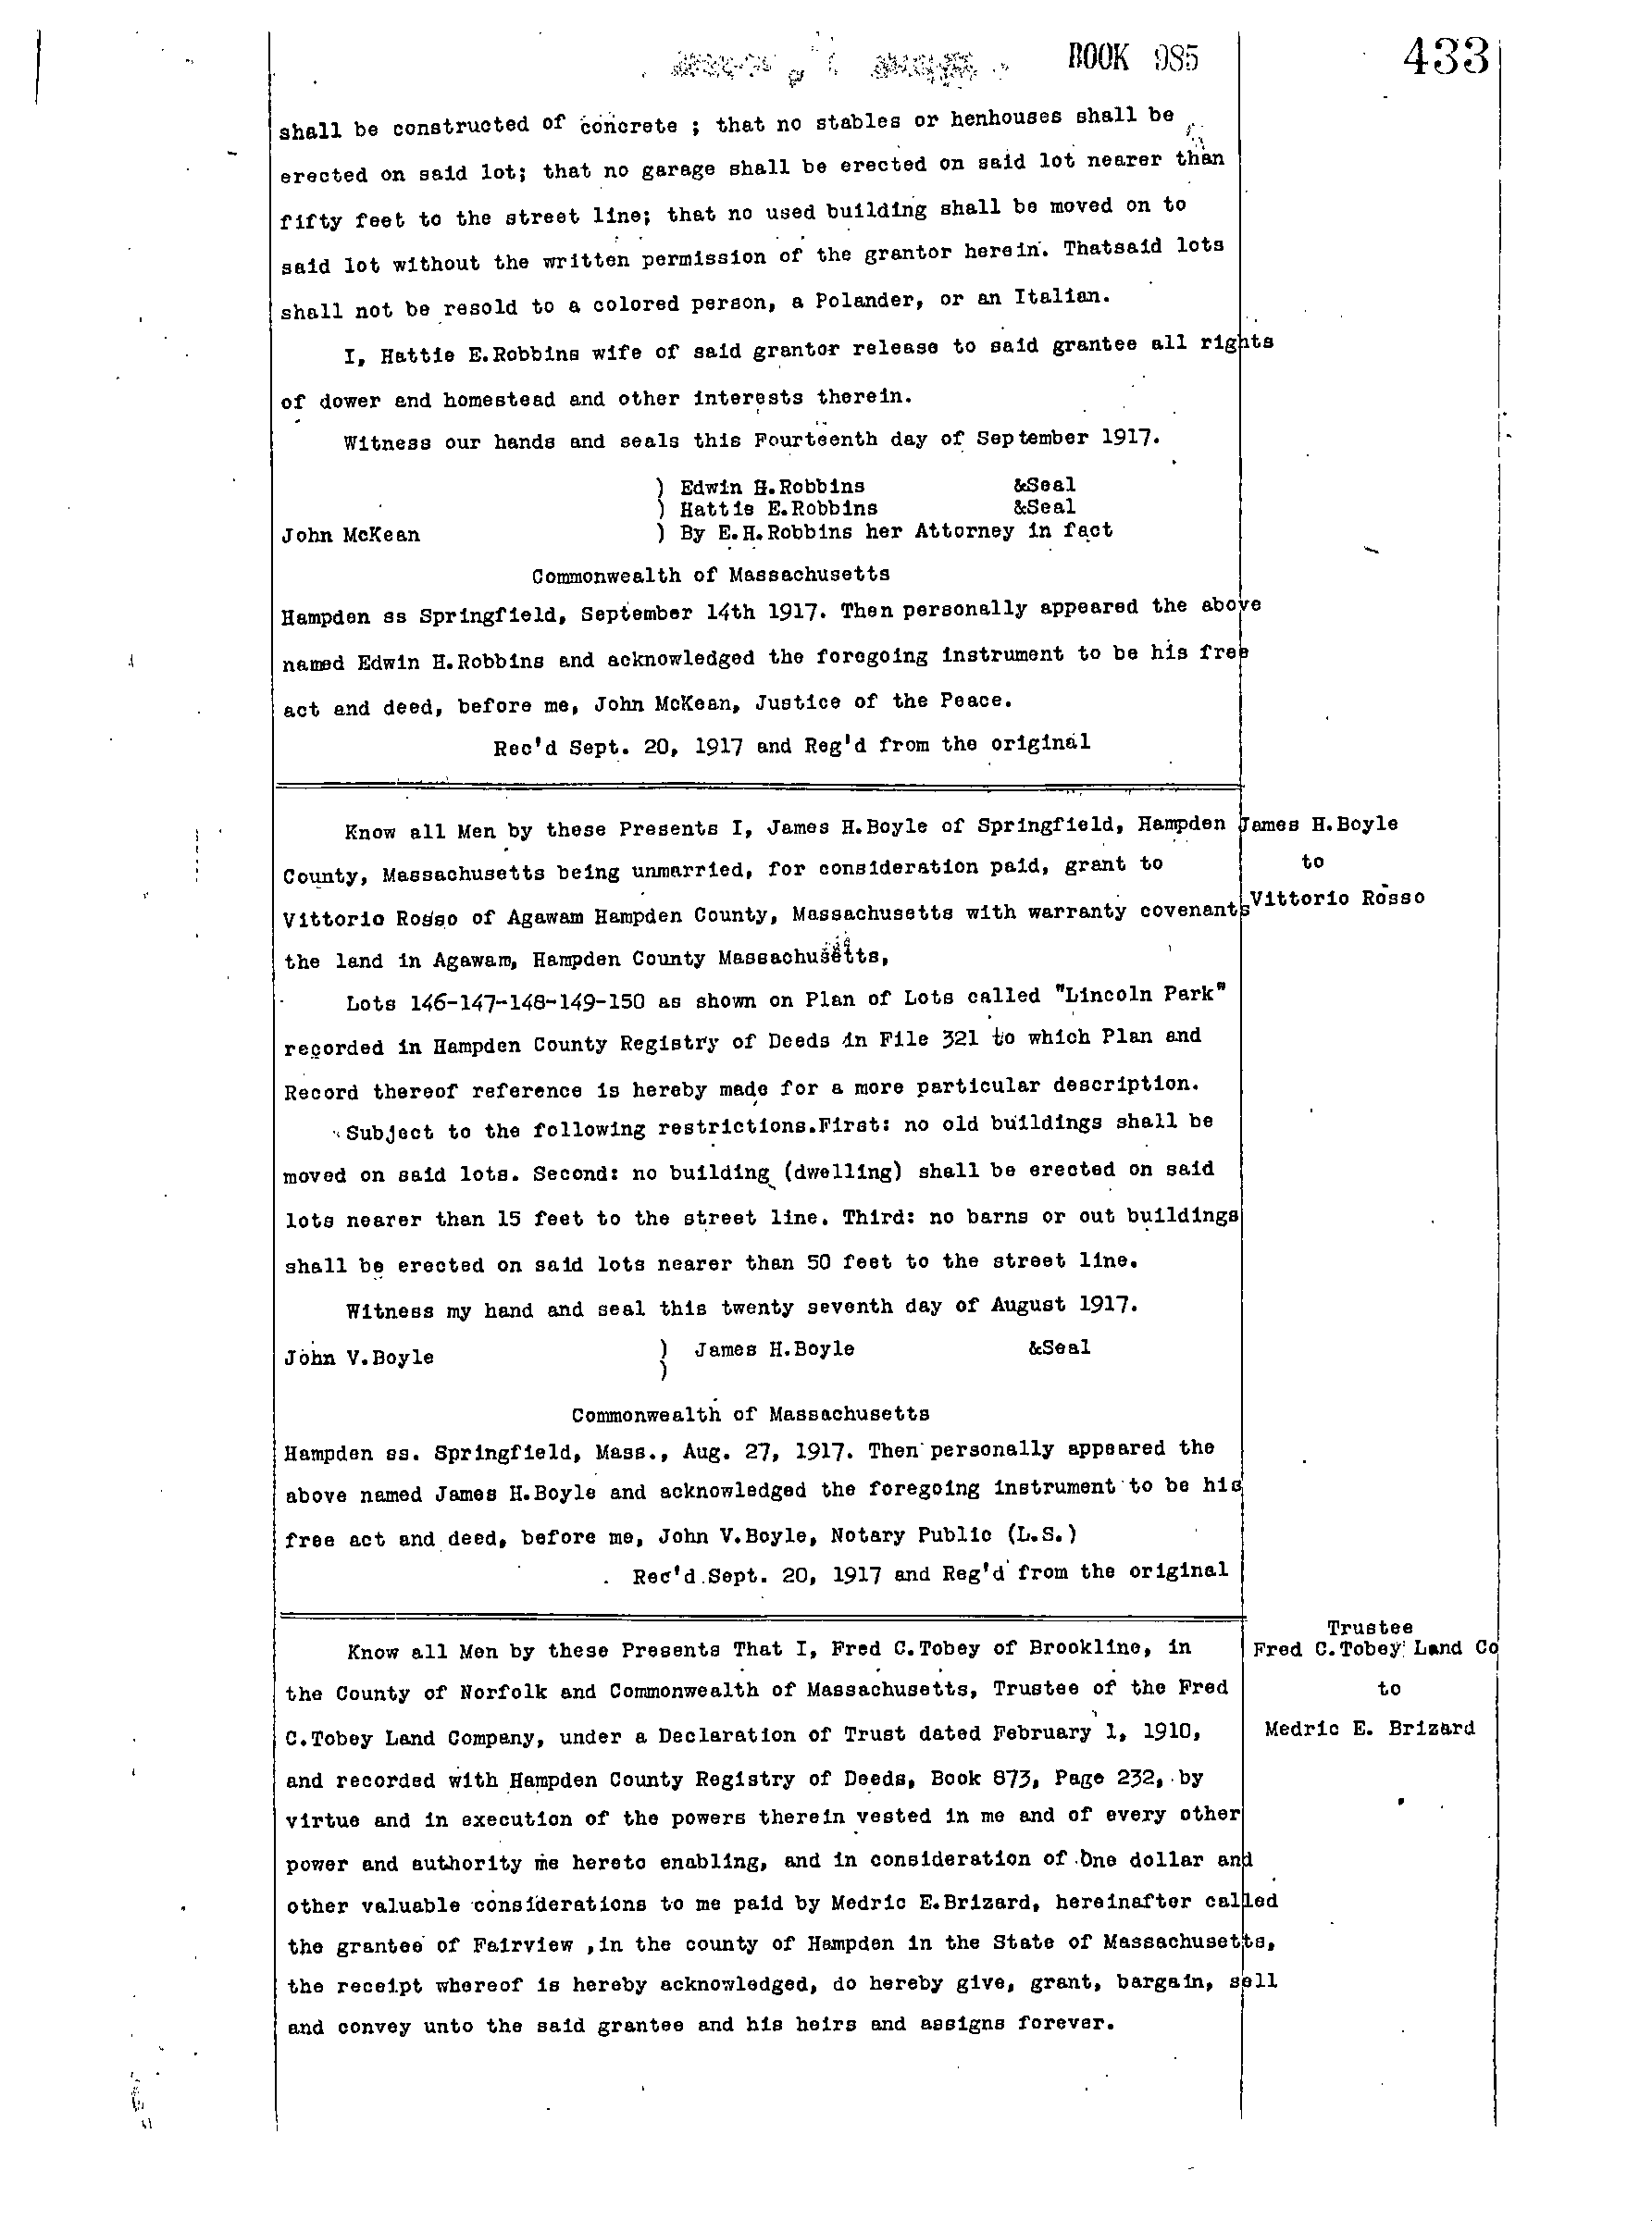 BOOK 985
433
shall be constructed of concrete ; that no stables or henhouses shall be
erected on said lot; that no garage shall be erected on said lot nearer than
fifty feet to the street line; that no used building shall be moved on to
said lot without the written permission of the grantor herein. Thatsaid lots
shall not be resold to a colored person, a Polander, or an Italian.
I, Hattie E.Robbins wife of said grantor release to said grantee all rights
of dower and homestead and other interests therein.
Witness our hands and seals this Fourteenth day of September 1917.
) Edwin H.Robbins &Seal
) Hattie E.Robbins &Seal
John McKean ) By E.H.Robbins her Attorney in fact
Commonwealth of Massachusetts
Hampden ss Springfield, September 14th 1917. Then personally appeared the above
named Edwin H.Robbins and acknowledged the foregoing instrument to be his free
act and deed, before me, John McKean, Justice of the Peace.
Rec'd Sept. 20, 1917 and Reg'd from the original
Know all Men by these Presents I, James H.Boyle of Springfield, Hampden
County, Massachusetts being unmarried, for consideration paid, grant to
Vittorio Rosso of Agawam Hampden County, Massachusetts with warranty covenants
the land in Agawam, Hampden County Massachusetts,
James H.Boyle
to
Vittorio Rosso
Lots 146-147-148-149-150 as shown on Plan of Lots called "Lincoln Park"
recorded in Hampden County Registry of Deeds in File 321 to which Plan and
Record thereof reference is hereby made for a more particular description.
Subject to the following restrictions.First: no old buildings shall be
moved on said lots. Second: no building (dwelling) shall be erected on said
lots nearer than 15 feet to the street line. Third: no barns or out buildings
shall be erected on said lots nearer than 50 feet to the street line.
Witness my hand and seal this twenty seventh day of August 1917.
John V.Boyle ) James H.Boyle &Seal
)
Commonwealth of Massachusetts
Hampden ss. Springfield, Mass., Aug. 27, 1917. Then personally appeared the
above named James H.Boyle and acknowledged the foregoing instrument to be his
free act and deed, before me, John V.Boyle, Notary Public (L.S.)
Rec'd Sept. 20, 1917 and Reg'd from the original
Know all Men by these Presents That I, Fred C.Tobey of Brookline, in
the County of Norfolk and Commonwealth of Massachusetts, Trustee of the Fred
C.Tobey Land Company, under a Declaration of Trust dated February 1, 1910,
and recorded with Hampden County Registry of Deeds, Book 873, Page 232, by
virtue and in execution of the powers therein vested in me and of every other
power and authority me hereto enabling, and in consideration of One dollar and
other valuable considerations to me paid by Medric E.Brizard, hereinafter called
the grantee of Fairview ,in the county of Hampden in the State of Massachusetts,
the receipt whereof is hereby acknowledged, do hereby give, grant, bargain, sell
and convey unto the said grantee and his heirs and assigns forever.
Trustee
Fred C.Tobey Land Co
to
Medric E. Brizard